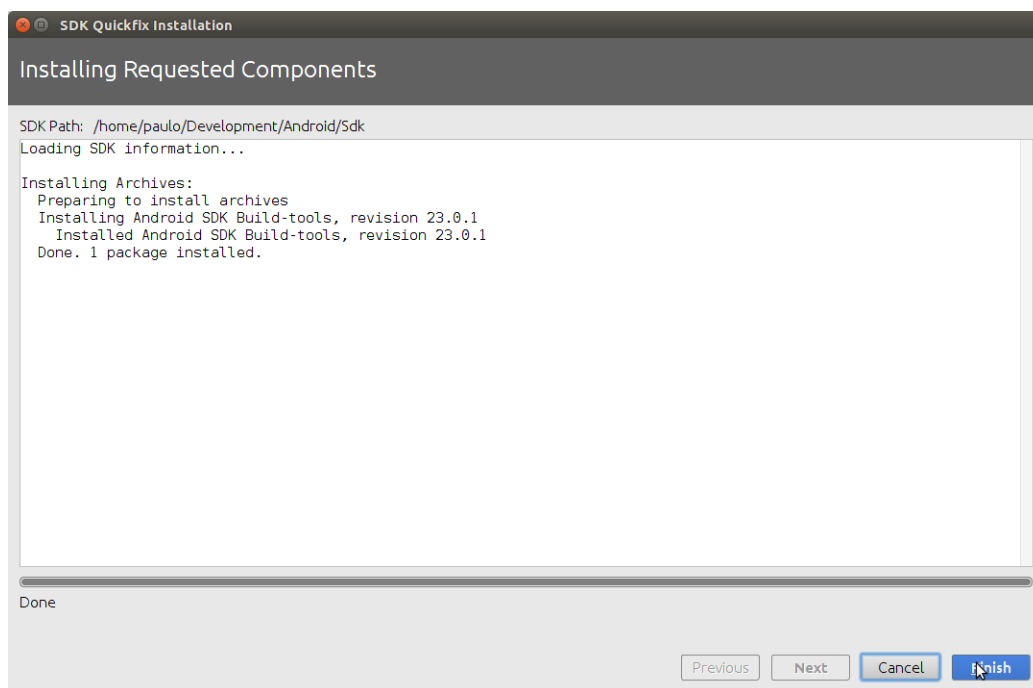 SDK Quickfix Installation
Installing Requested Components
SDK Path: /home/paulo/Development/Android/Sdk
Loading SDK information...
Installing Archives:
Preparing to install archives
Installing Android SDK Build-tools, revision 23.0.1
Installed Android SDK Build-tools, revision 23.0.1
Done. 1 package installed.
Done
Previous Next Cancel Finish